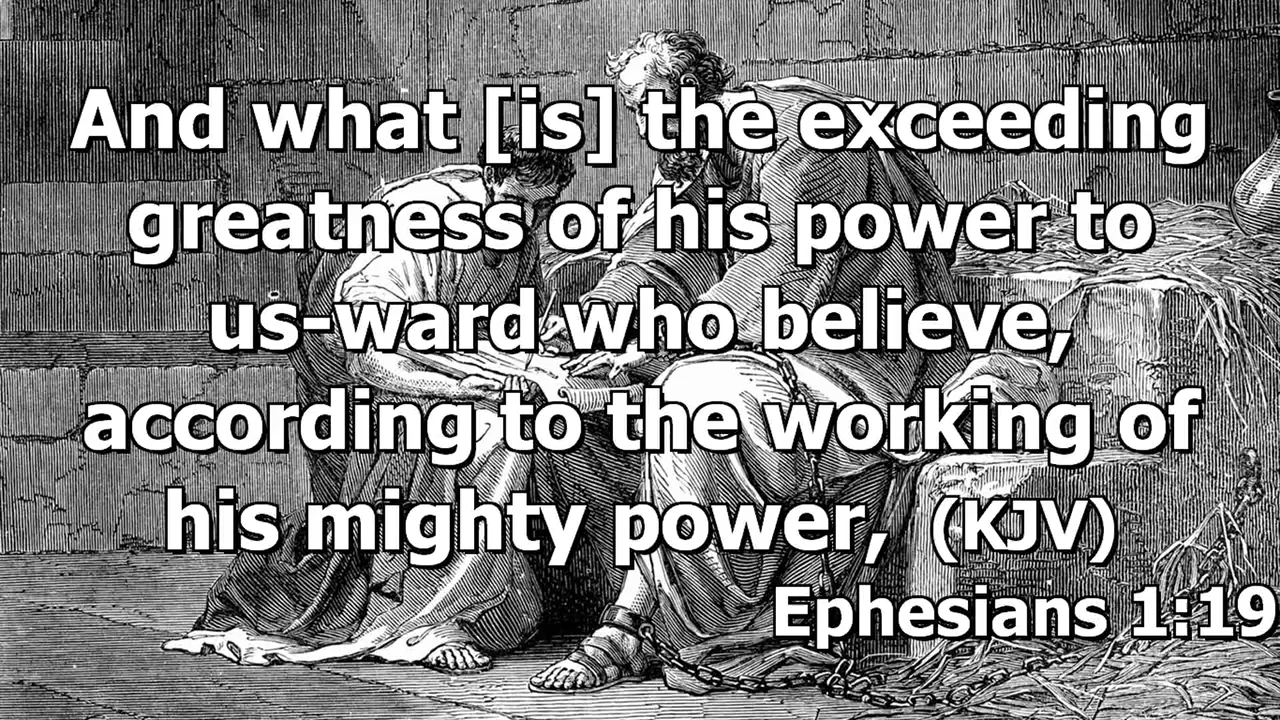 And what [is] the exceeding
greatness of his power to
us-ward who believe,
according to the working of
his mighty power, (KJV)
Ephesians 1:19